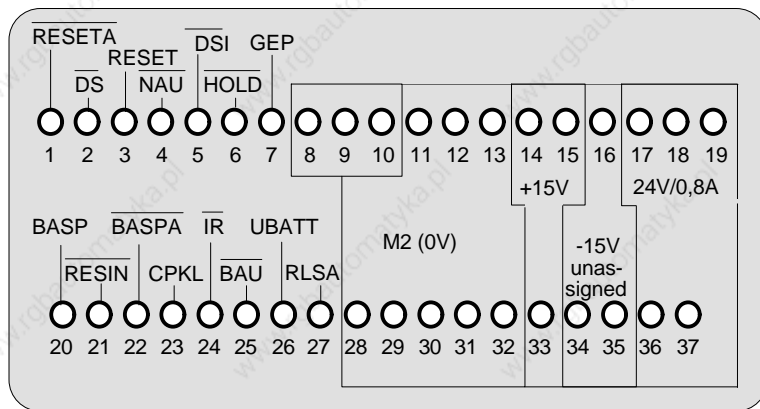 RESETA
DSI
GEP
RESET
DS
NAU
HOLD
1 2 3 4 5 6 7 8 9 10 11 12 13 14 15 16 17 18 19
+15V
24V/0,8A
BASP
BASPA
IR
UBATT
M2 (0V)
-15V
unas-
signed
RESIN
CPKL
BAU
RLSA
20 21 22 23 24 25 26 27 28 29 30 31 32 33 34 35 36 37
www.rgbautomatyka.pl